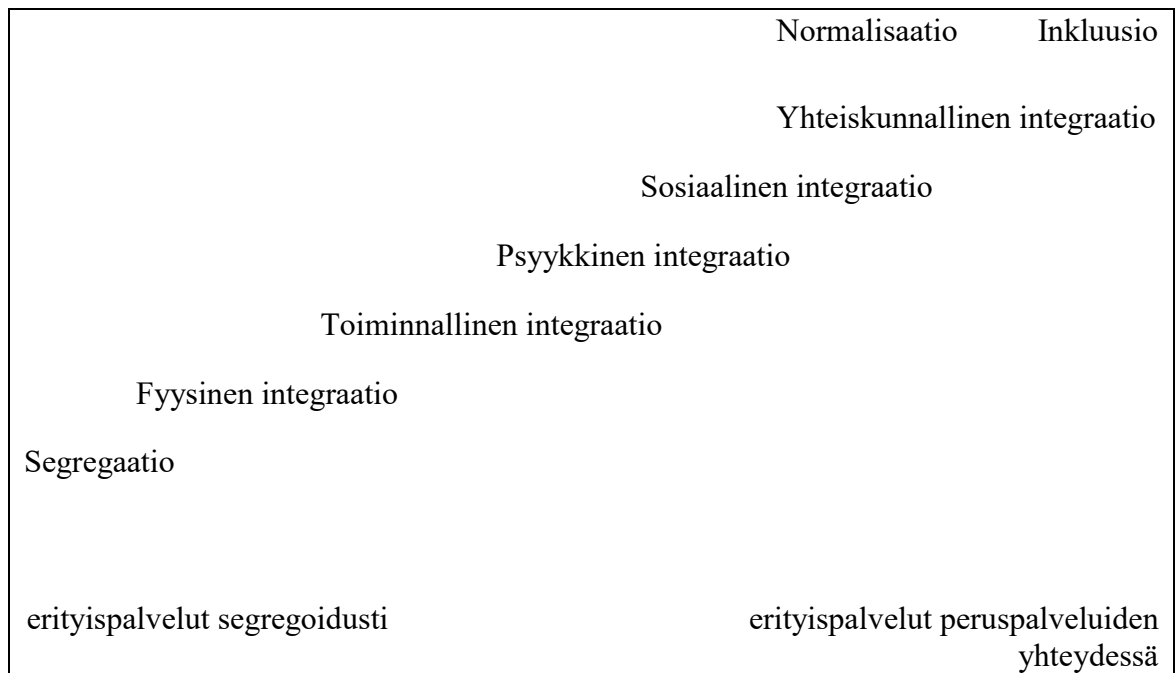 Normalisaatio Inkluusio
Yhteiskunnallinen integraatio
Sosiaalinen integraatio
Psyykkinen integraatio
Toiminnallinen integraatio
Fyysinen integraatio
Segregaatio
erityispalvelut segregoidusti erityispalvelut peruspalveluiden
yhteydessä